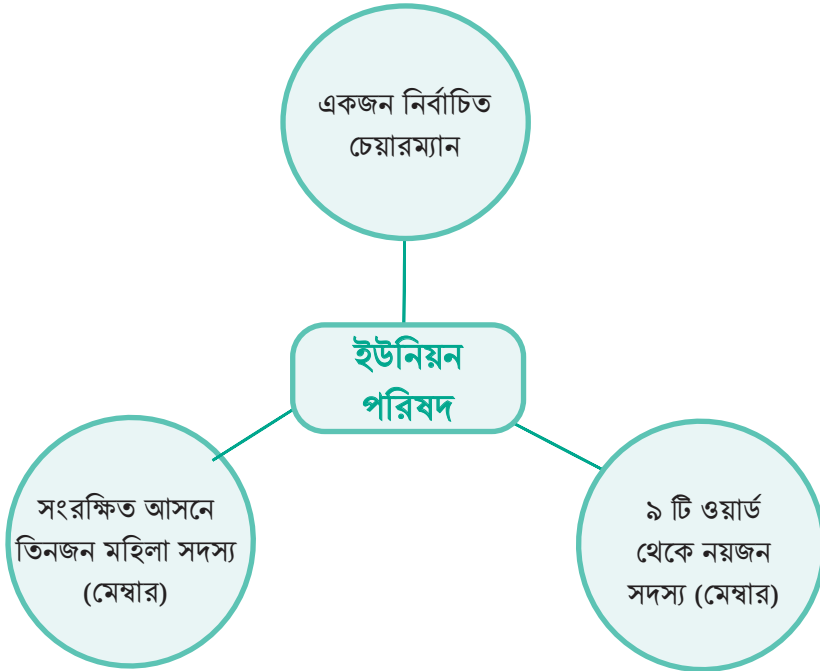 একজন নির্বাচিত
চেয়ারম্যান
ইউনিয়ন
পরিষদ
সংরক্ষিত আসনে
তিনজন মহিলা সদস্য
(মেম্বার)
৯ টি ওয়ার্ড
থেকে নয়জন
সদস্য (মেম্বার)